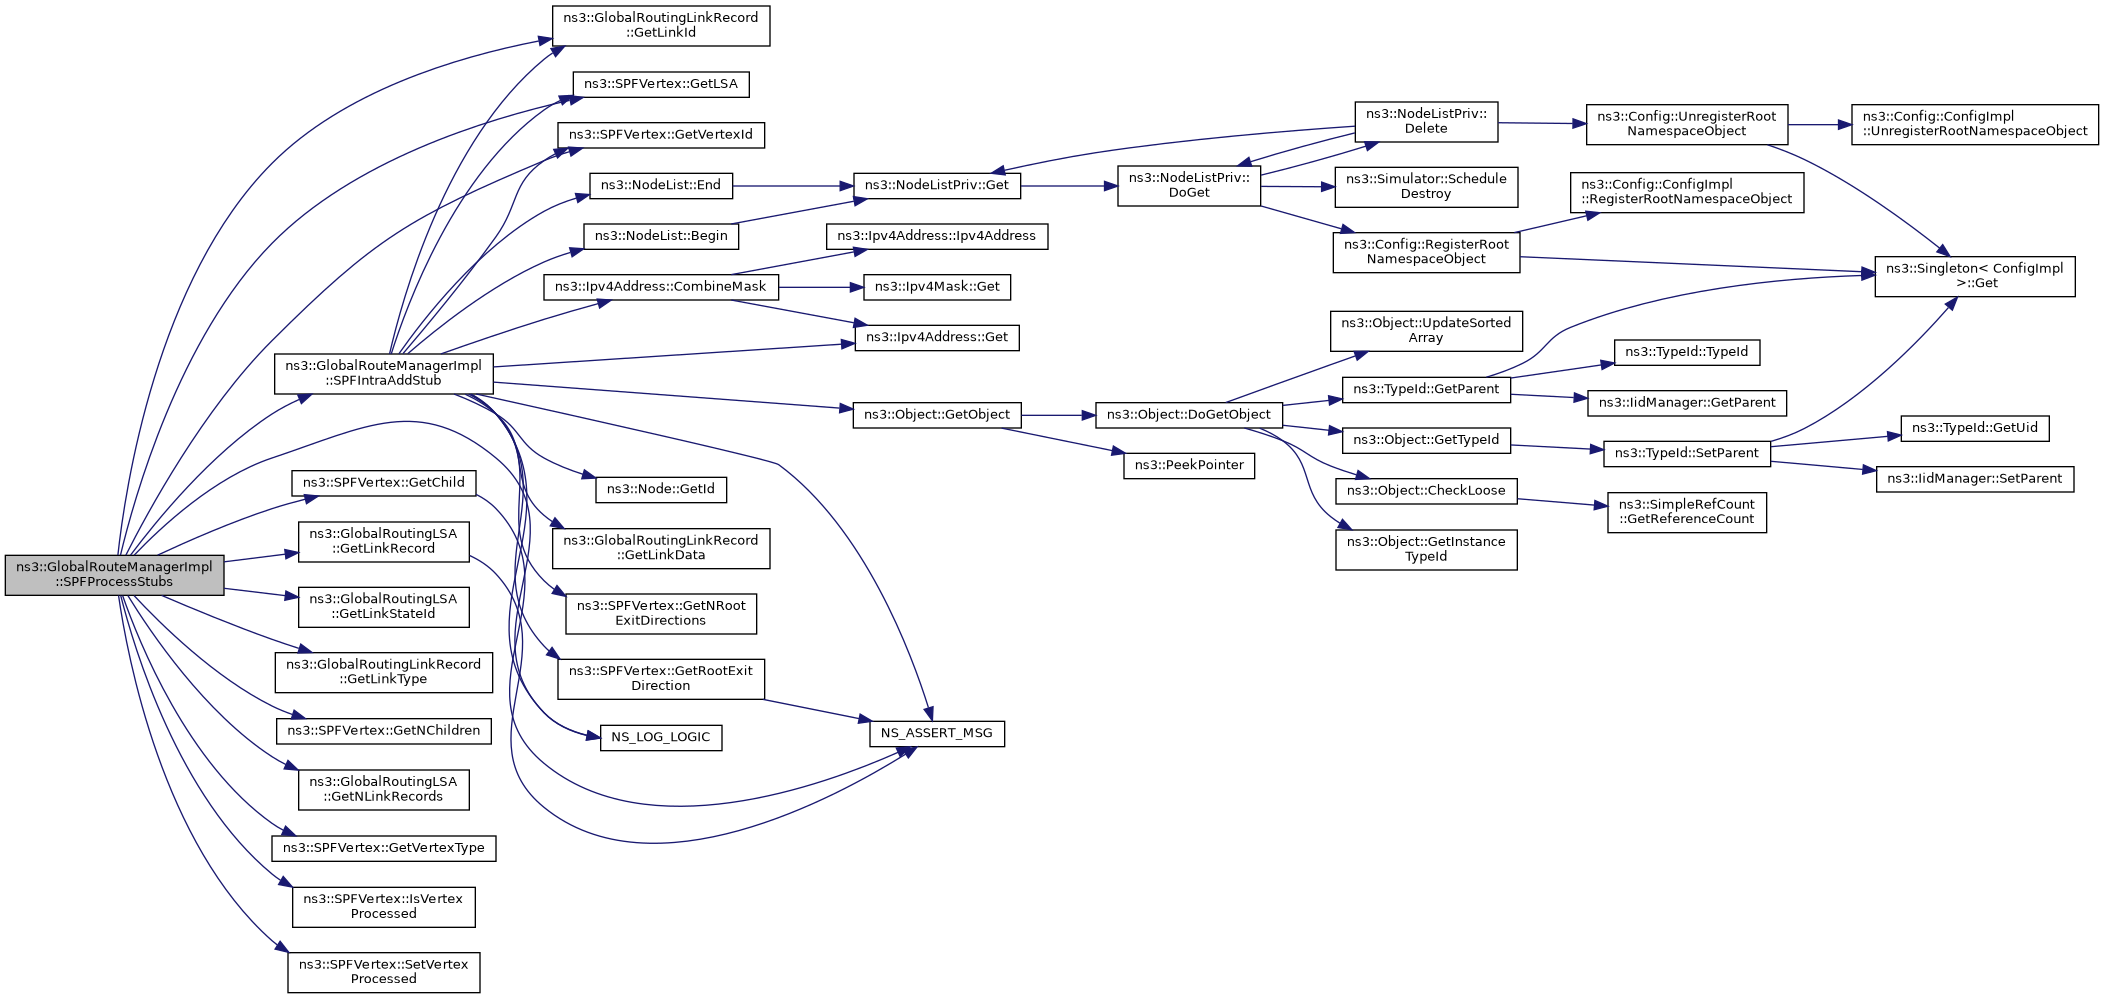 ns3::GlobalRouteManagerImpl
::SPFProcessStubs
ns3::GlobalRouteManagerImpl
::SPFIntraAddStub
ns3::SPFVertex::GetChild
ns3::GlobalRoutingLSA
::GetLinkRecord
ns3::GlobalRoutingLSA
::GetLinkStateId
ns3::GlobalRoutingLinkRecord
::GetLinkType
ns3::SPFVertex::GetNChildren
ns3::GlobalRoutingLSA
::GetNLinkRecords
ns3::SPFVertex::GetVertexType
ns3::SPFVertex::IsVertex
Processed
ns3::SPFVertex::SetVertex
Processed
ns3::GlobalRoutingLinkRecord
::GetLinkId
ns3::SPFVertex::GetLSA
ns3::SPFVertex::GetVertexId
ns3::NodeList::End
ns3::NodeList::Begin
ns3::Ipv4Address::CombineMask
ns3::Node::GetId
ns3::GlobalRoutingLinkRecord
::GetLinkData
ns3::SPFVertex::GetNRoot
ExitDirections
ns3::SPFVertex::GetRootExit
Direction
NS_LOG_LOGIC
ns3::NodeListPriv::Get
ns3::Ipv4Address::Ipv4Address
ns3::Ipv4Mask::Get
ns3::Ipv4Address::Get
ns3::Object::GetObject
NS_ASSERT_MSG
ns3::NodeListPriv::
DoGet
ns3::Object::DoGetObject
ns3::PeekPointer
ns3::NodeListPriv::
Delete
ns3::Simulator::Schedule
Destroy
ns3::Config::RegisterRoot
NamespaceObject
ns3::Object::UpdateSorted
Array
ns3::TypeId::GetParent
ns3::Object::GetTypeId
ns3::Object::CheckLoose
ns3::Object::GetInstance
TypeId
ns3::Config::UnregisterRoot
NamespaceObject
ns3::Config::ConfigImpl
::RegisterRootNamespaceObject
ns3::TypeId::TypeId
ns3::IidManager::GetParent
ns3::TypeId::SetParent
ns3::SimpleRefCount
::GetReferenceCount
ns3::Config::ConfigImpl
::UnregisterRootNamespaceObject
ns3::Singleton< ConfigImpl
>::Get
ns3::TypeId::GetUid
ns3::IidManager::SetParent